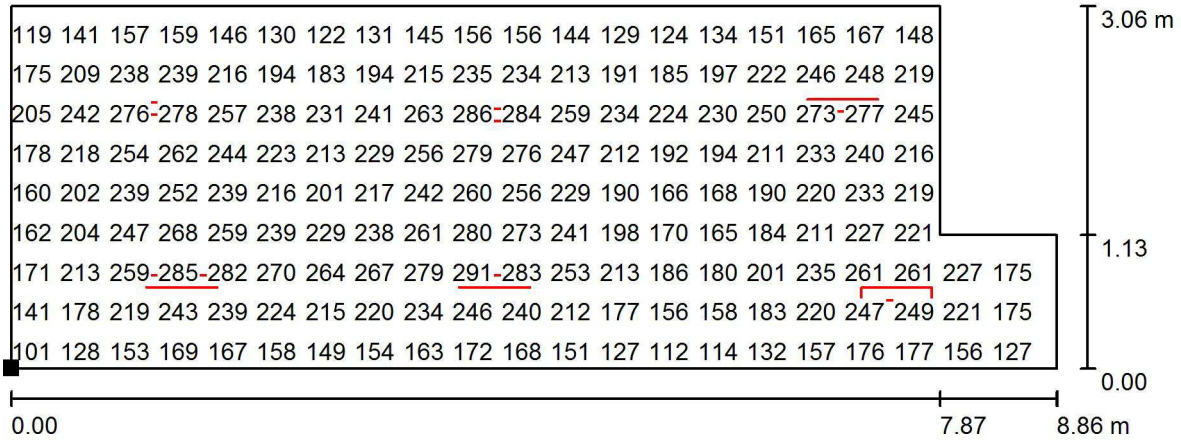 119 141 157 159 146 130 122 131 145 156 156 144 129 124 134 151 165 167 148
3.06 m
175 209 238 239 216 194 183 194 215 235 234 213 191 185 197 222 246 248 219
205 242 276 278 257 238 231 241 263 286 284 259 234 224 230 250 273 277 245
178 218 254 262 244 223 213 229 256 279 276 247 212 192 194 211 233 240 216
160 202 239 252 239 216 201 217 242 260 256 229 190 166 168 190 220 233 219
162 204 247 268 259 239 229 238 261 280 273 241 198 170 165 184 211 227 221
1.13
171 213 259 285 282 270 264 267 279 291 283 253 213 186 180 201 235 261 261 227 175
141 178 219 243 239 224 215 220 234 246 240 212 177 156 158 183 220 247 249 221 175
101 128 153 169 167 158 149 154 163 172 168 151 127 112 114 132 157 176 177 156 127
0.00
0.00 7.87 8.86 m